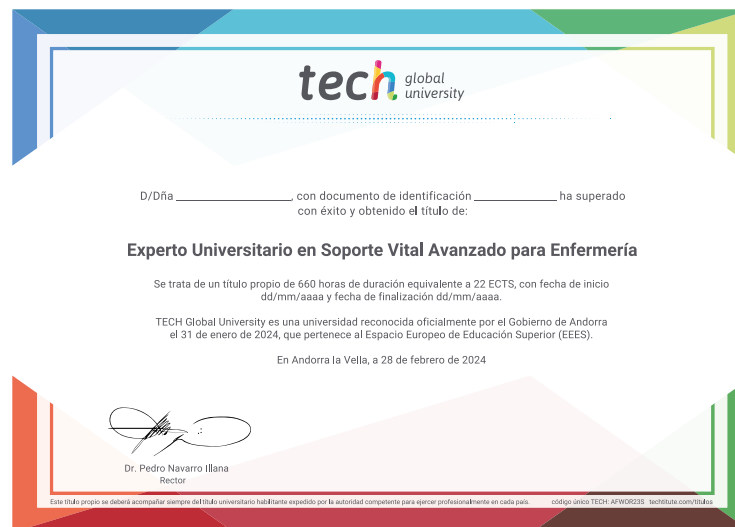 tech global
university
D/Dña ____________________, con documento de identificación ______________ ha superado
con éxito y obtenido el título de:
Experto Universitario en Soporte Vital Avanzado para Enfermería
Se trata de un título propio de 660 horas de duración equivalente a 22 ECTS, con fecha de inicio
dd/mm/aaaa y fecha de finalización dd/mm/aaaa.
TECH Global University es una universidad reconocida oficialmente por el Gobierno de Andorra
el 31 de enero de 2024, que pertenece al Espacio Europeo de Educación Superior (EEES).
En Andorra la Vella, a 28 de febrero de 2024
Dr. Pedro Navarro Illana
Rector
Este título propio se deberá acompañar siempre del título universitario habilitante expedido por la autoridad competente para ejercer profesionalmente en cada país. código único TECH: AFWOR23S techtitute.com/titulos